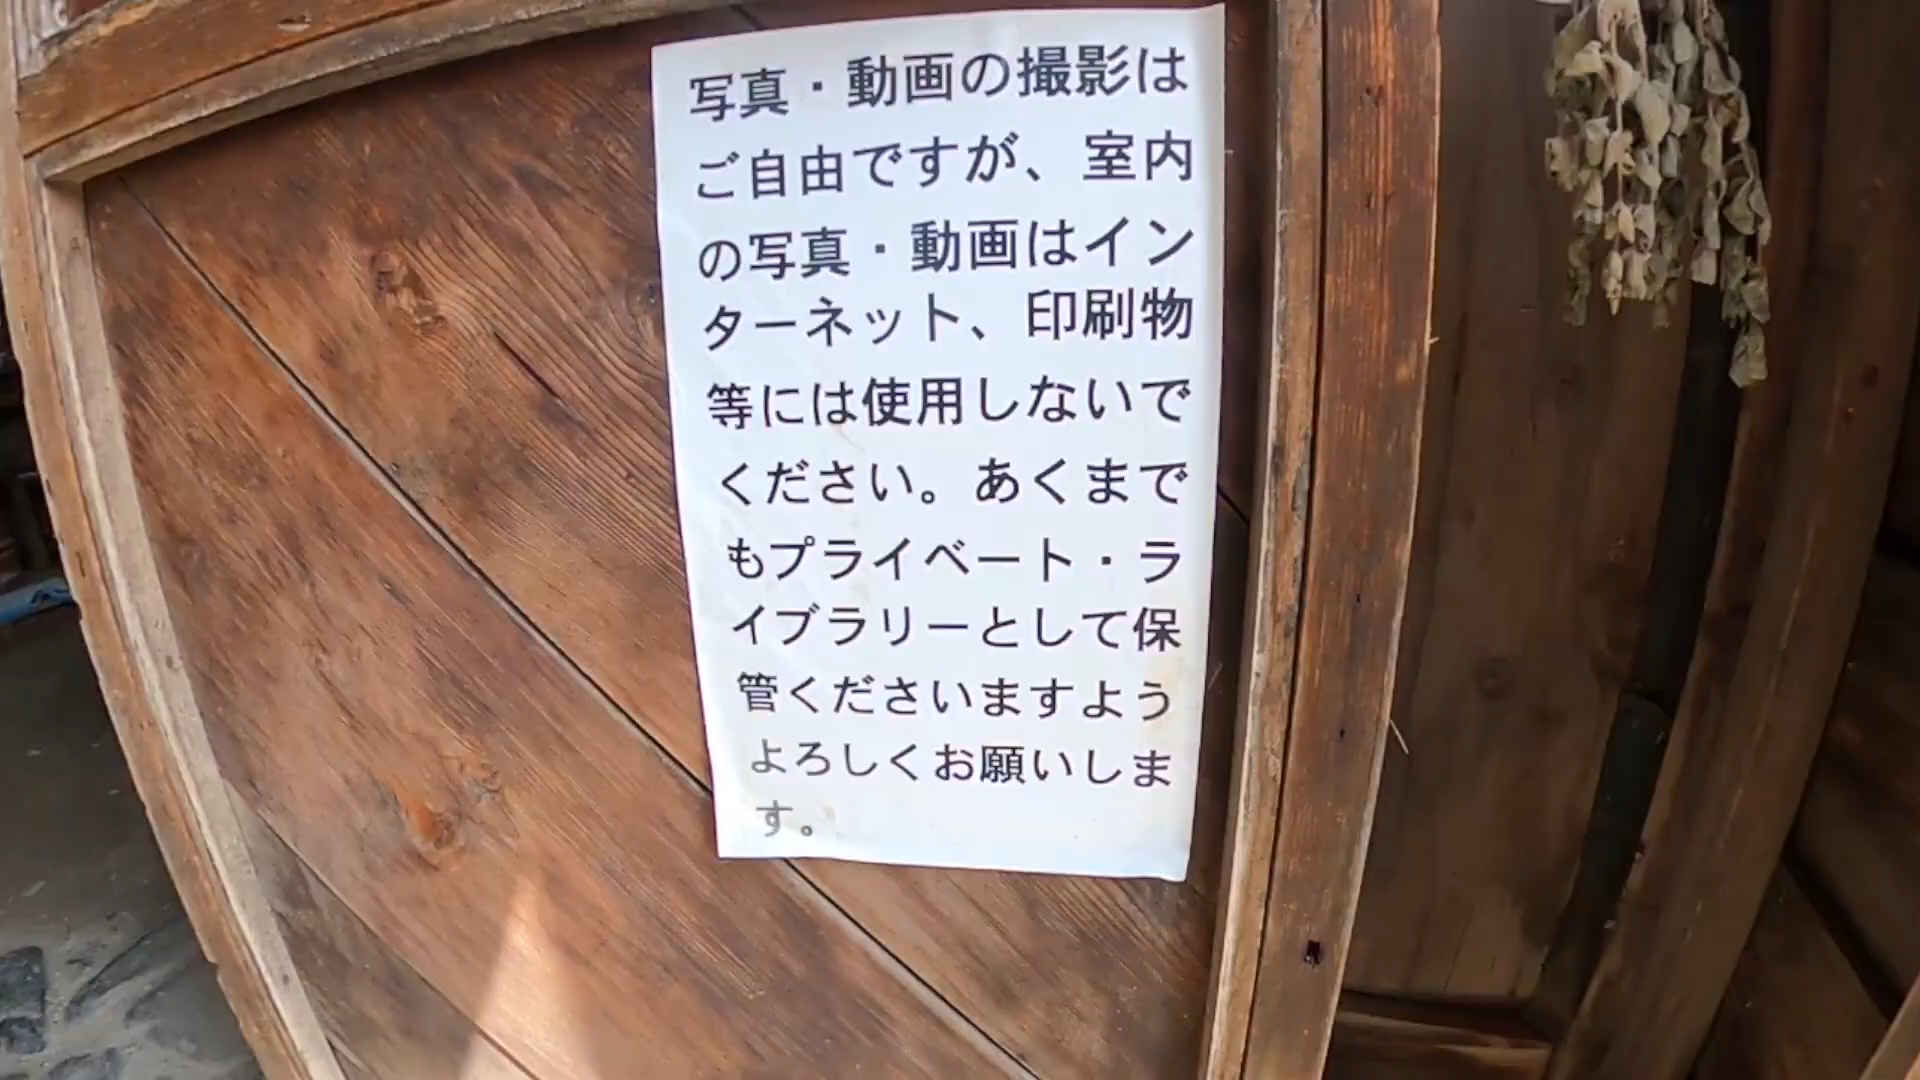 写真・動画の撮影は
ご自由ですが、室内
の写真・動画はイン
ターネット、印刷物
等には使用しないで
ください。あくまで
もプライベート・ラ
イブラリーとして保
管くださいますよう
よろしくお願いしま
す。